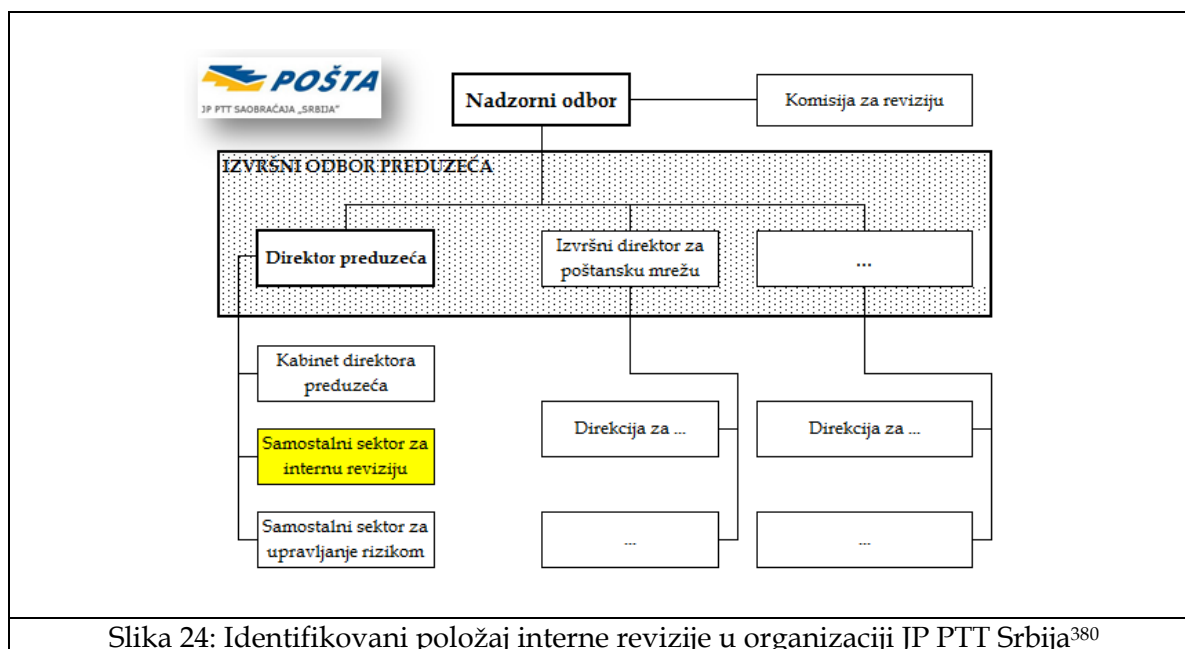 POŠTA
JP PTT SAOBRAĆAJA „SRBIJA"
Nadzorni odbor
Komisija za reviziju
IZVRŠNI ODBOR PREDUZEĆA
Direktor preduzeća
Izvršni direktor za
poštansku mrežu
...
Kabinet direktora
preduzeća
Samostalni sektor za
internu reviziju
Samostalni sektor za
upravljanje rizikom
Direkcija za ...
...
Direkcija za ...
...
Slika 24: Identifikovani položaj interne revizije u organizaciji JP PTT Srbija³⁸⁰